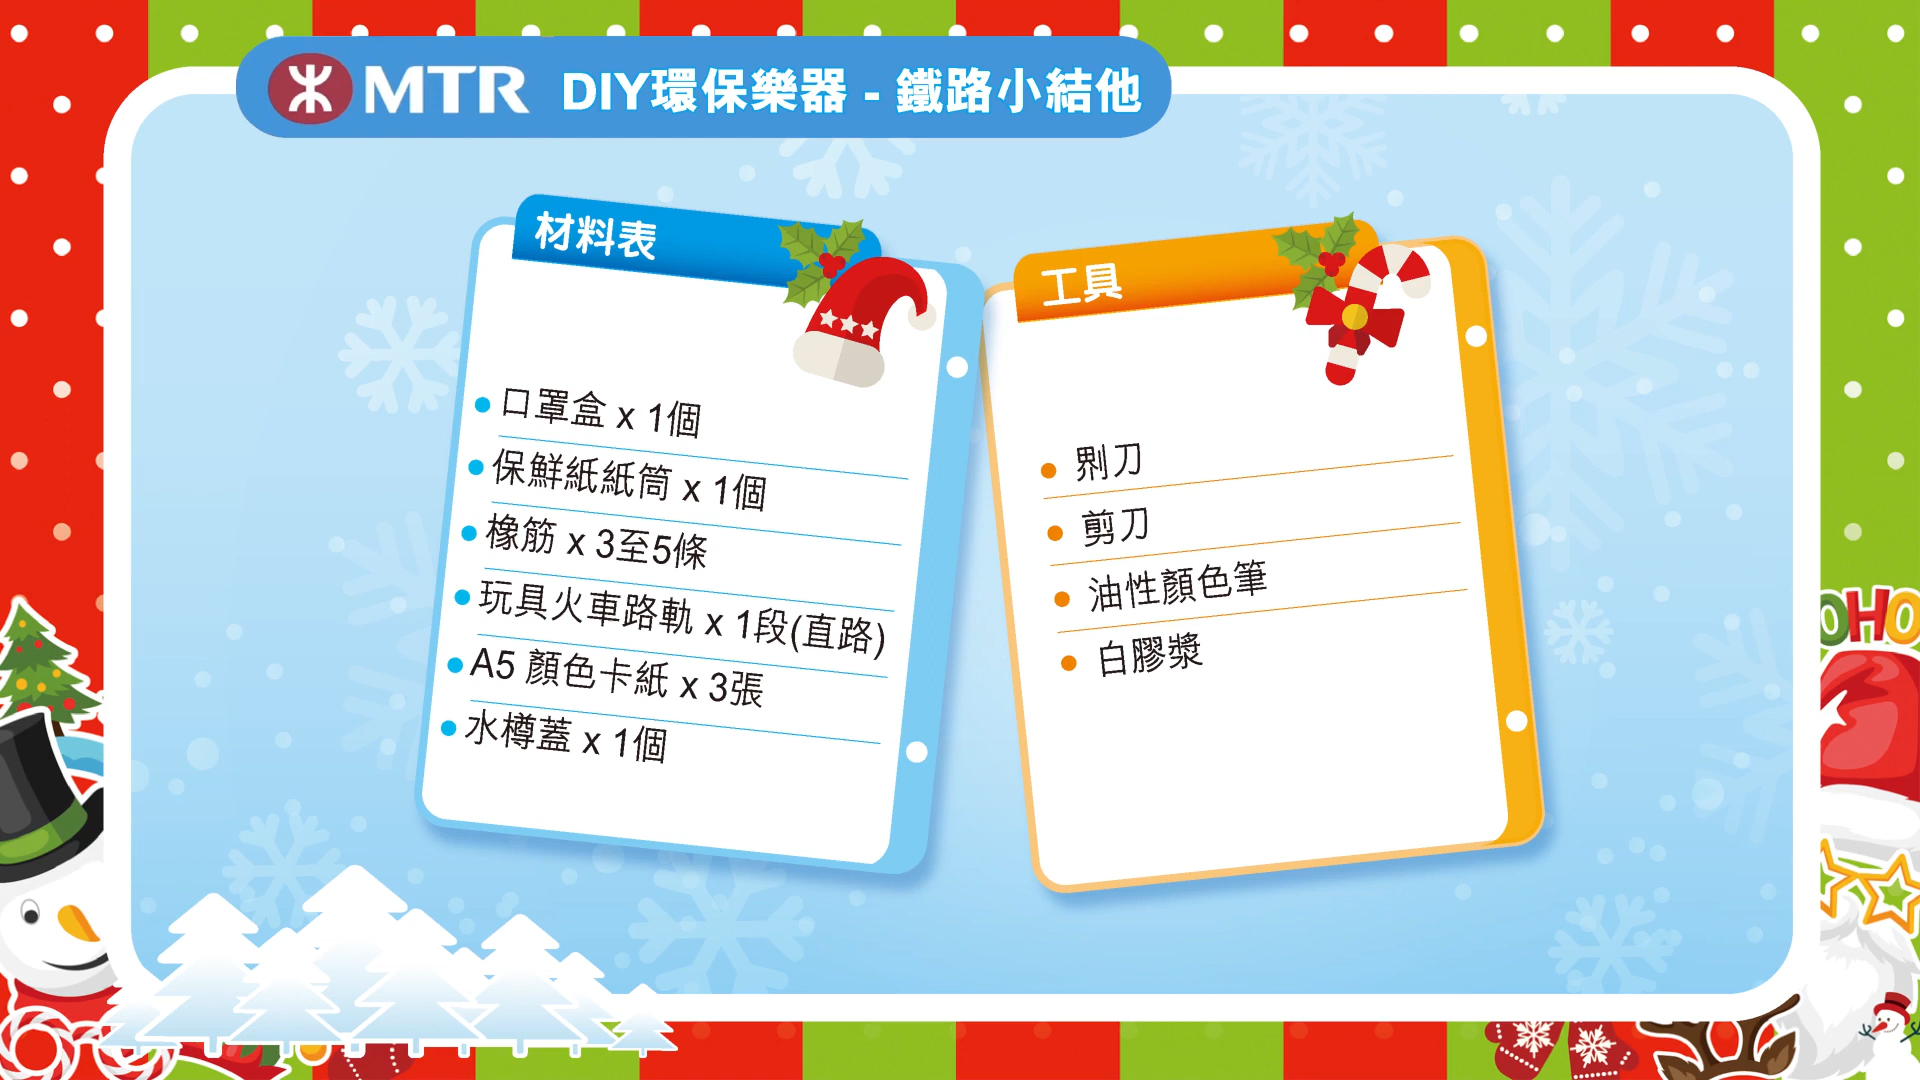 MTR DIY環保樂器 - 鐵路小結他
材料表
口罩盒 x 1個
保鮮紙紙筒 x 1個
橡筋 x 3至5條
玩具火車路軌 x 1段(直路)
A5 顏色卡紙 x 3張
水樽蓋 x 1個
工具
𠝹刀
剪刀
油性顏色筆
白膠漿
OHO